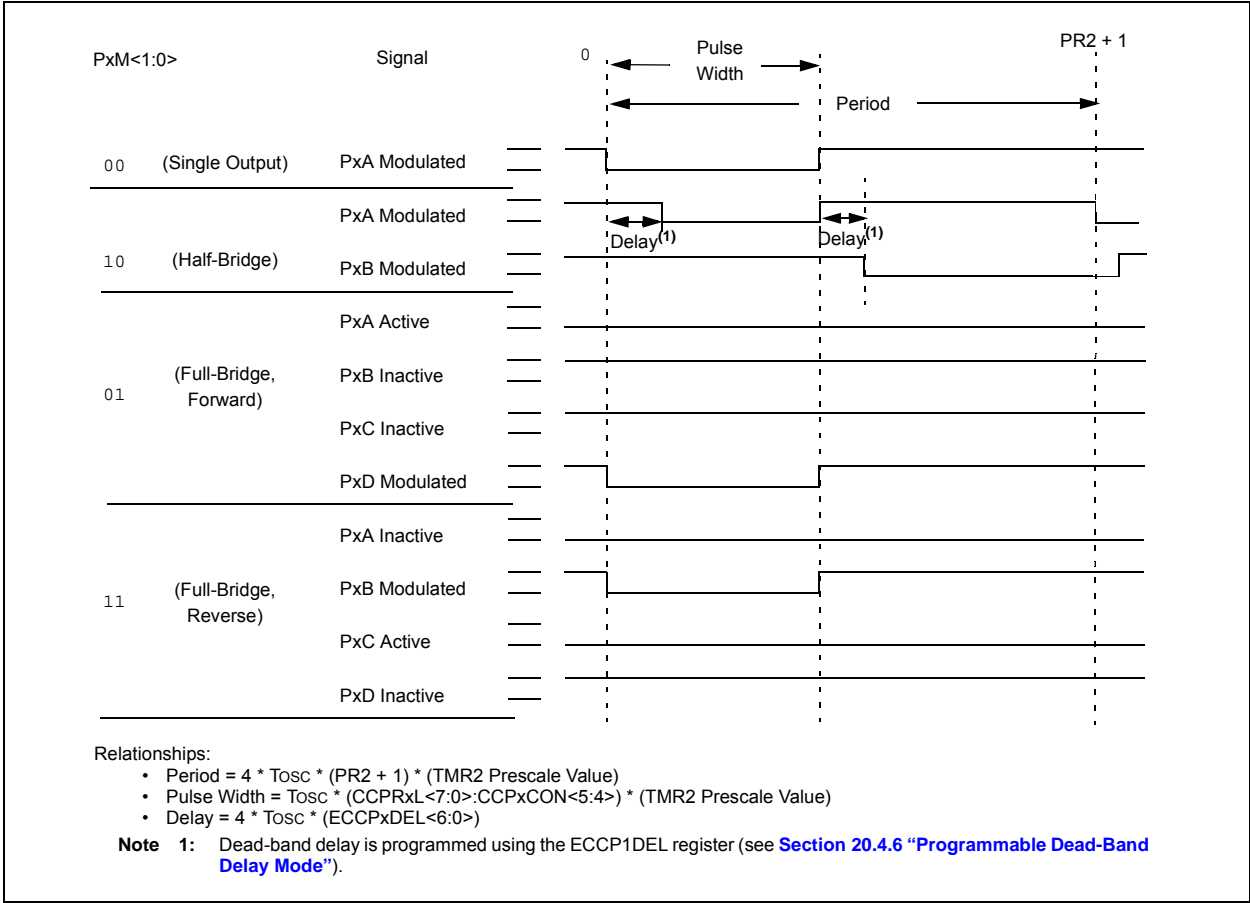 PxM<1:0>
Signal
0
Pulse
Width
PR2 + 1
Period
00 (Single Output) PxA Modulated
PxA Modulated
Delay(1) Delay(1)
10 (Half-Bridge) PxB Modulated
PxA Active
01 (Full-Bridge,
Forward)
PxB Inactive
PxC Inactive
PxD Modulated
PxA Inactive
11 (Full-Bridge,
Reverse)
PxB Modulated
PxC Active
PxD Inactive
Relationships:
• Period = 4 * TOSC * (PR2 + 1) * (TMR2 Prescale Value)
• Pulse Width = TOSC * (CCPRxL<7:0>:CCPxCON<5:4>) * (TMR2 Prescale Value)
• Delay = 4 * TOSC * (ECCPxDEL<6:0>)
Note 1: Dead-band delay is programmed using the ECCP1DEL register (see Section 20.4.6 “Programmable Dead-Band
Delay Mode”).